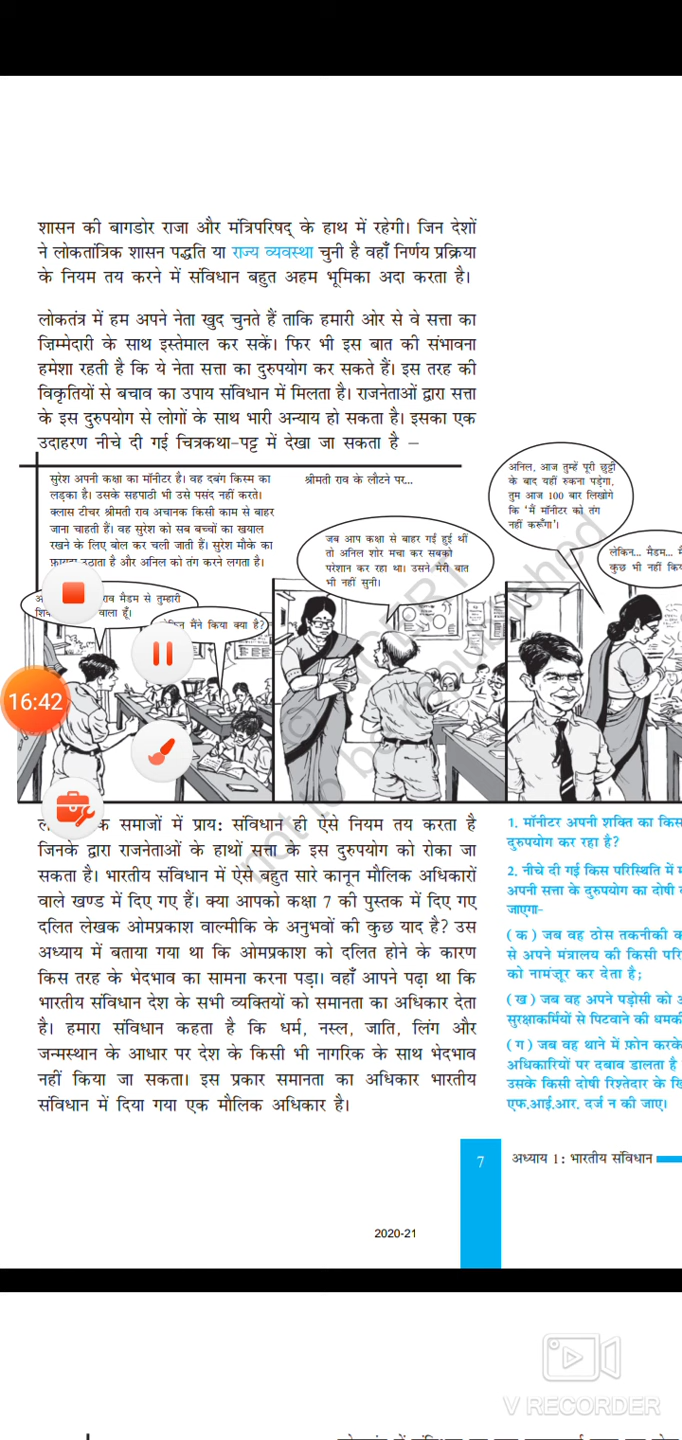 शासन की बागडोर राजा और मंत्रिपरिषद् के हाथ में रहेगी। जिन देशों
ने लोकतांत्रिक शासन पद्धति या राज्य व्यवस्था चुनी है वहाँ निर्णय प्रक्रिया
के नियम तय करने में संविधान बहुत अहम भूमिका अदा करता है।
लोकतंत्र में हम अपने नेता खुद चुनते हैं ताकि हमारी ओर से वे सत्ता का
ज़िम्मेदारी के साथ इस्तेमाल कर सकें। फिर भी इस बात की संभावना
हमेशा रहती है कि ये नेता सत्ता का दुरुपयोग कर सकते हैं। इस तरह की
विकृतियों से बचाव का उपाय संविधान में मिलता है। राजनेताओं द्वारा सत्ता
के इस दुरुपयोग से लोगों के साथ भारी अन्याय हो सकता है। इसका एक
उदाहरण नीचे दी गई चित्रकथा-पट्ट में देखा जा सकता है –
सुरेश अपनी कक्षा का मॉनीटर है। वह दबंग किस्म का
लड़का है। उसके सहपाठी भी उसे पसंद नहीं करते।
क्लास टीचर श्रीमती राव अचानक किसी काम से बाहर
जाना चाहती हैं। वह सुरेश को सब बच्चों का खयाल
रखने के लिए बोल कर चली जाती हैं। सुरेश मौके का
फ़ायदा उठाता है और अनिल को तंग करने लगता है।
राव मैडम से तुम्हारी
वाला हूँ!
मैंने किया क्या है?
श्रीमती राव के लौटने पर...
जब आप कक्षा से बाहर गई हुई थीं
तो अनिल शोर मचा कर सबको
परेशान कर रहा था। उसने मेरी बात
भी नहीं सुनी।
अनिल, आज तुम्हें पूरी छुट्टी
के बाद यहीं रुकना पड़ेगा,
तुम आज 100 बार लिखोगे
कि 'मैं मॉनीटर को तंग
नहीं करूँगा'।
लेकिन... मैडम...
कुछ भी नहीं
16:42
समाजों में प्राय: संविधान ही ऐसे नियम तय करता है
जिनके द्वारा राजनेताओं के हाथों सत्ता के इस दुरुपयोग को रोका जा
सकता है। भारतीय संविधान में ऐसे बहुत सारे कानून मौलिक अधिकारों
वाले खण्ड में दिए गए हैं। क्या आपको कक्षा 7 की पुस्तक में दिए गए
दलित लेखक ओमप्रकाश वाल्मीकि के अनुभवों की कुछ याद है? उस
अध्याय में बताया गया था कि ओमप्रकाश को दलित होने के कारण
किस तरह के भेदभाव का सामना करना पड़ा। वहाँ आपने पढ़ा था कि
भारतीय संविधान देश के सभी व्यक्तियों को समानता का अधिकार देता
है। हमारा संविधान कहता है कि धर्म, नस्ल, जाति, लिंग और
जन्मस्थान के आधार पर देश के किसी भी नागरिक के साथ भेदभाव
नहीं किया जा सकता। इस प्रकार समानता का अधिकार भारतीय
संविधान में दिया गया एक मौलिक अधिकार है।
1. मॉनीटर अपनी शक्ति का
दुरुपयोग कर रहा है?
2. नीचे दी गई किस परिस्थिति में
अपनी सत्ता के दुरुपयोग का दोषी
जाएगा-
(क) जब वह ठोस तकनीकी
से अपने मंत्रालय की किसी
को नामंज़ूर कर देता है;
(ख) जब वह अपने पड़ोसी को
सुरक्षाकर्मियों से पिटवाने की
(ग) जब वह थाने में फ़ोन करके
अधिकारियों पर दबाव डालता है
उसके किसी दोषी रिश्तेदार के
एफ.आई.आर. दर्ज न की जाए।
not to be republished
7
अध्याय 1: भारतीय संविधान
2020-21
V RECORDER